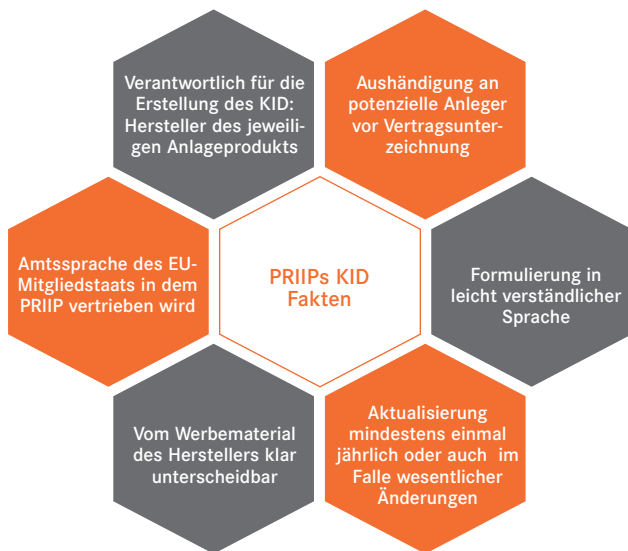 Verantwortlich für die
Erstellung des KID:
Hersteller des jeweili-
gen Anlageprodukts
Aushändigung an
potenzielle Anleger
vor Vertragsunter-
zeichnung
Amtssprache des EU-
Mitgliedstaats in dem
PRIIP vertrieben wird
PRIIPs KID
Fakten
Formulierung in
leicht verständlicher
Sprache
Vom Werbematerial
des Herstellers klar
unterscheidbar
Aktualisierung
mindestens einmal
jährlich oder auch im
Falle wesentlicher
Änderungen